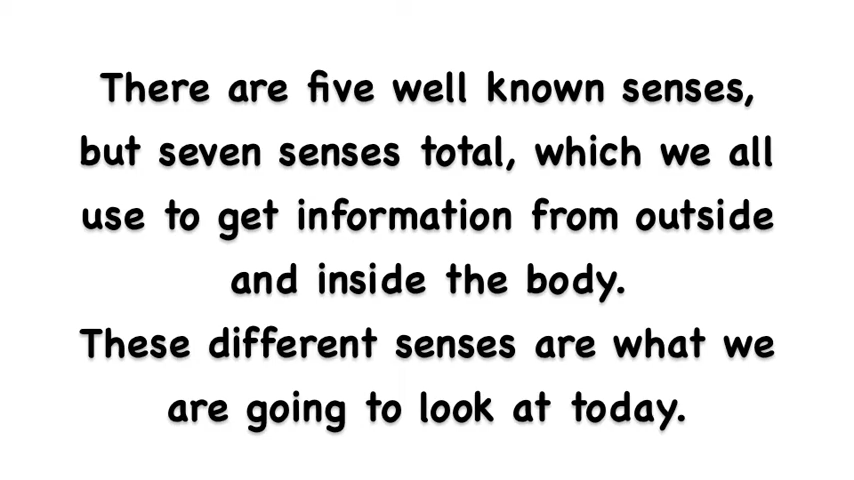 There are five well known senses,
but seven senses total, which we all
use to get information from outside
and inside the body.
These different senses are what we
are going to look at today.